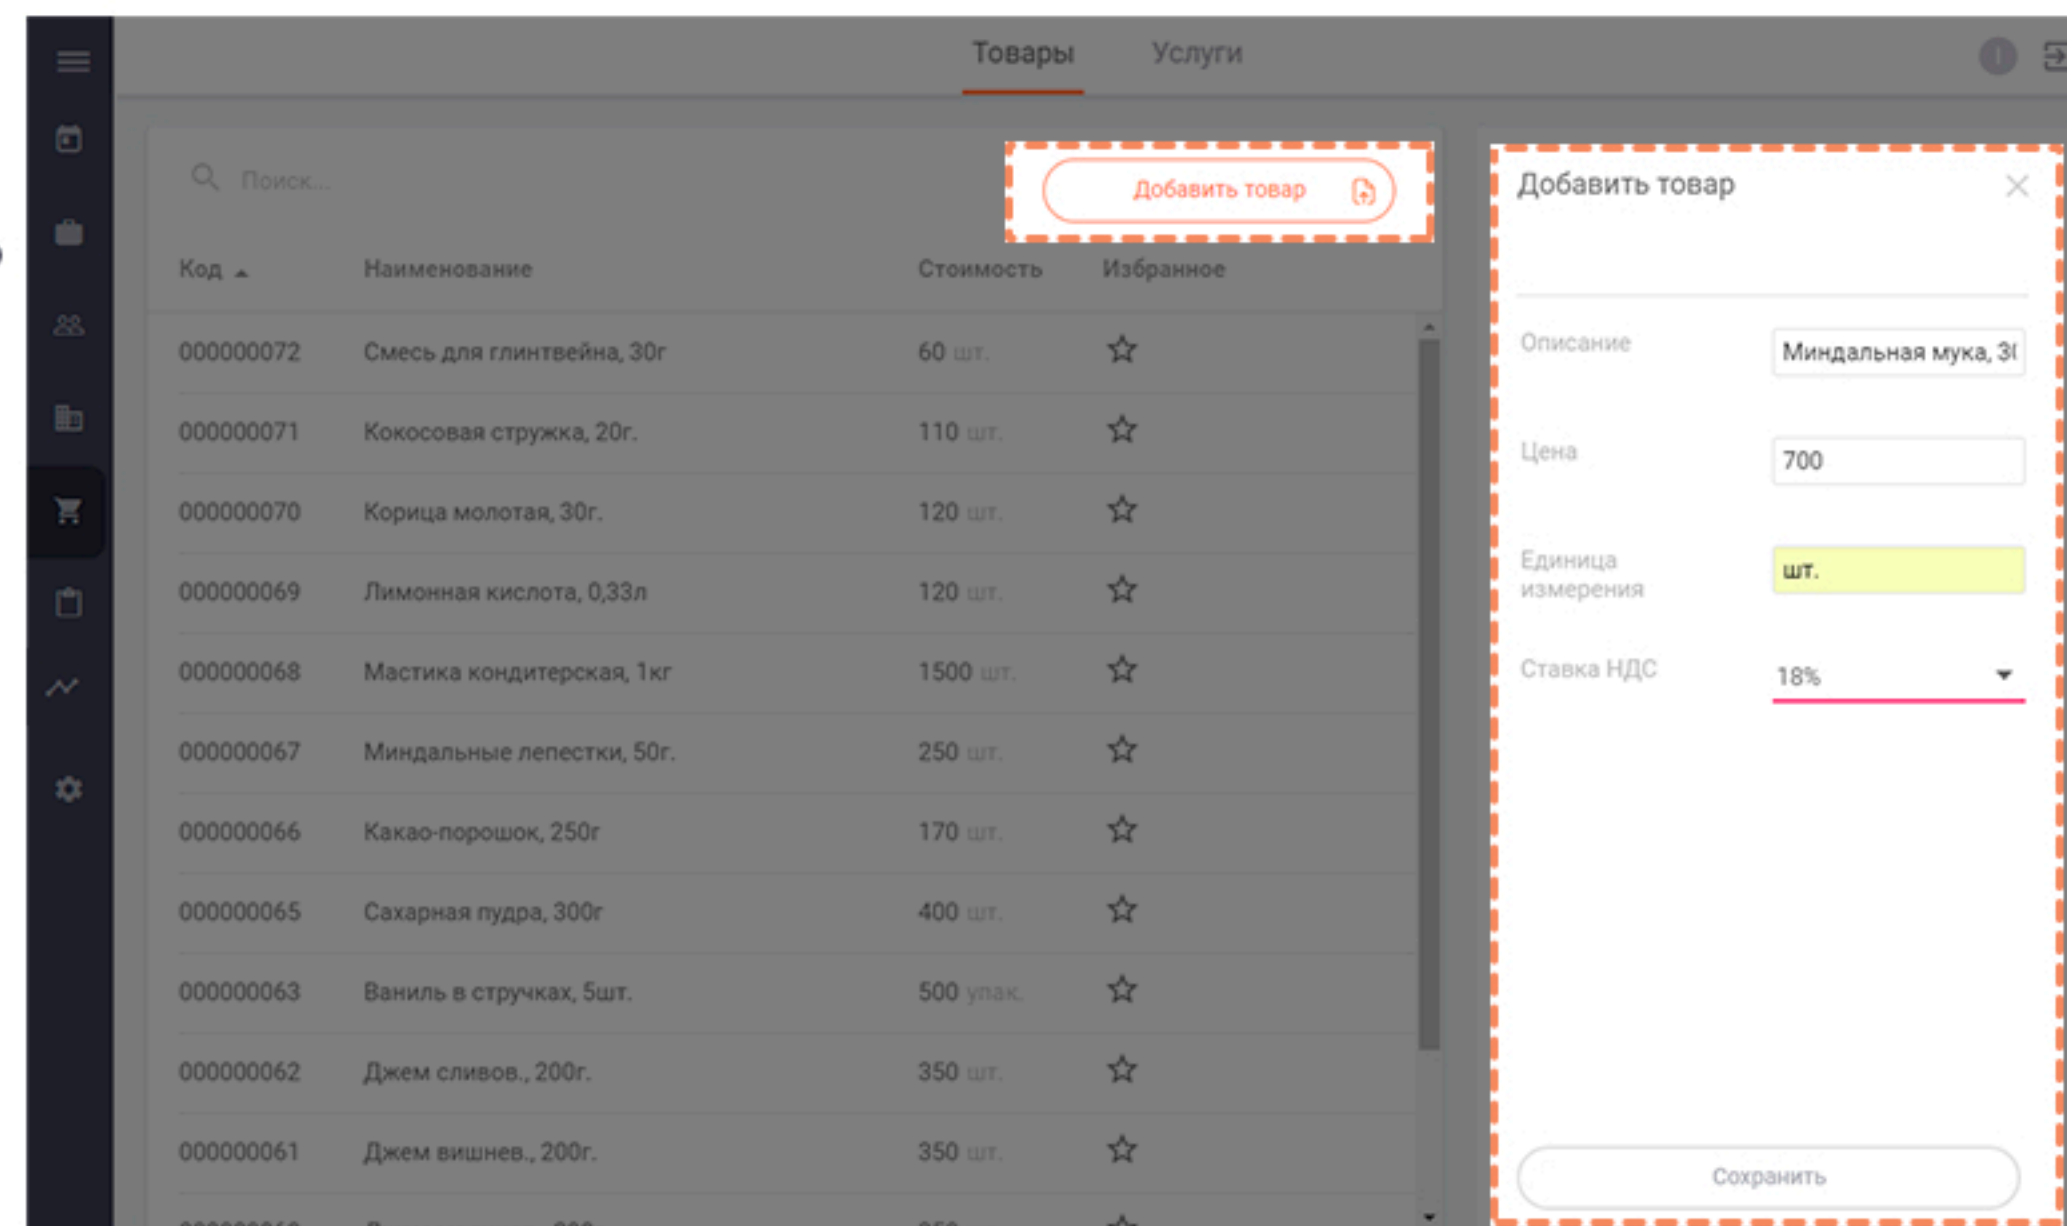 Товары Услуги
Поиск...
Добавить товар
Код Наименование Стоимость Избранное
000000072 Смесь для глинтвейна, 30г 60 шт.
000000071 Кокосовая стружка, 20г. 110 шт.
000000070 Корица молотая, 30г. 120 шт.
000000069 Лимонная кислота, 0,33л 120 шт.
000000068 Мастика кондитерская, 1кг 1500 шт.
000000067 Миндальные лепестки, 50г. 250 шт.
000000066 Какао-порошок, 250г 170 шт.
000000065 Сахарная пудра, 300г 400 шт.
000000063 Ваниль в стручках, 5шт. 500 упак.
000000062 Джем сливов., 200г. 350 шт.
000000061 Джем вишнев., 200г. 350 шт.
Добавить товар
Описание Миндальная мука,
Цена 700
Единица
измерения
шт.
Ставка НДС 18%
Сохранить